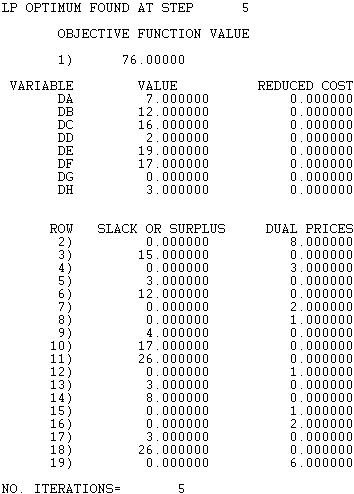 LP OPTIMUM FOUND AT STEP 5
OBJECTIVE FUNCTION VALUE
1) 76.00000
VARIABLE VALUE REDUCED COST
DA 7.000000 0.000000
DB 12.000000 0.000000
DC 16.000000 0.000000
DD 2.000000 0.000000
DE 19.000000 0.000000
DF 17.000000 0.000000
DG 0.000000 0.000000
DH 3.000000 0.000000
ROW SLACK OR SURPLUS DUAL PRICES
2) 0.000000 8.000000
3) 15.000000 0.000000
4) 0.000000 3.000000
5) 3.000000 0.000000
6) 12.000000 0.000000
7) 0.000000 2.000000
8) 0.000000 1.000000
9) 4.000000 0.000000
10) 17.000000 0.000000
11) 26.000000 0.000000
12) 0.000000 1.000000
13) 3.000000 0.000000
14) 8.000000 0.000000
15) 0.000000 1.000000
16) 0.000000 2.000000
17) 3.000000 0.000000
18) 26.000000 0.000000
19) 0.000000 6.000000
NO. ITERATIONS= 5